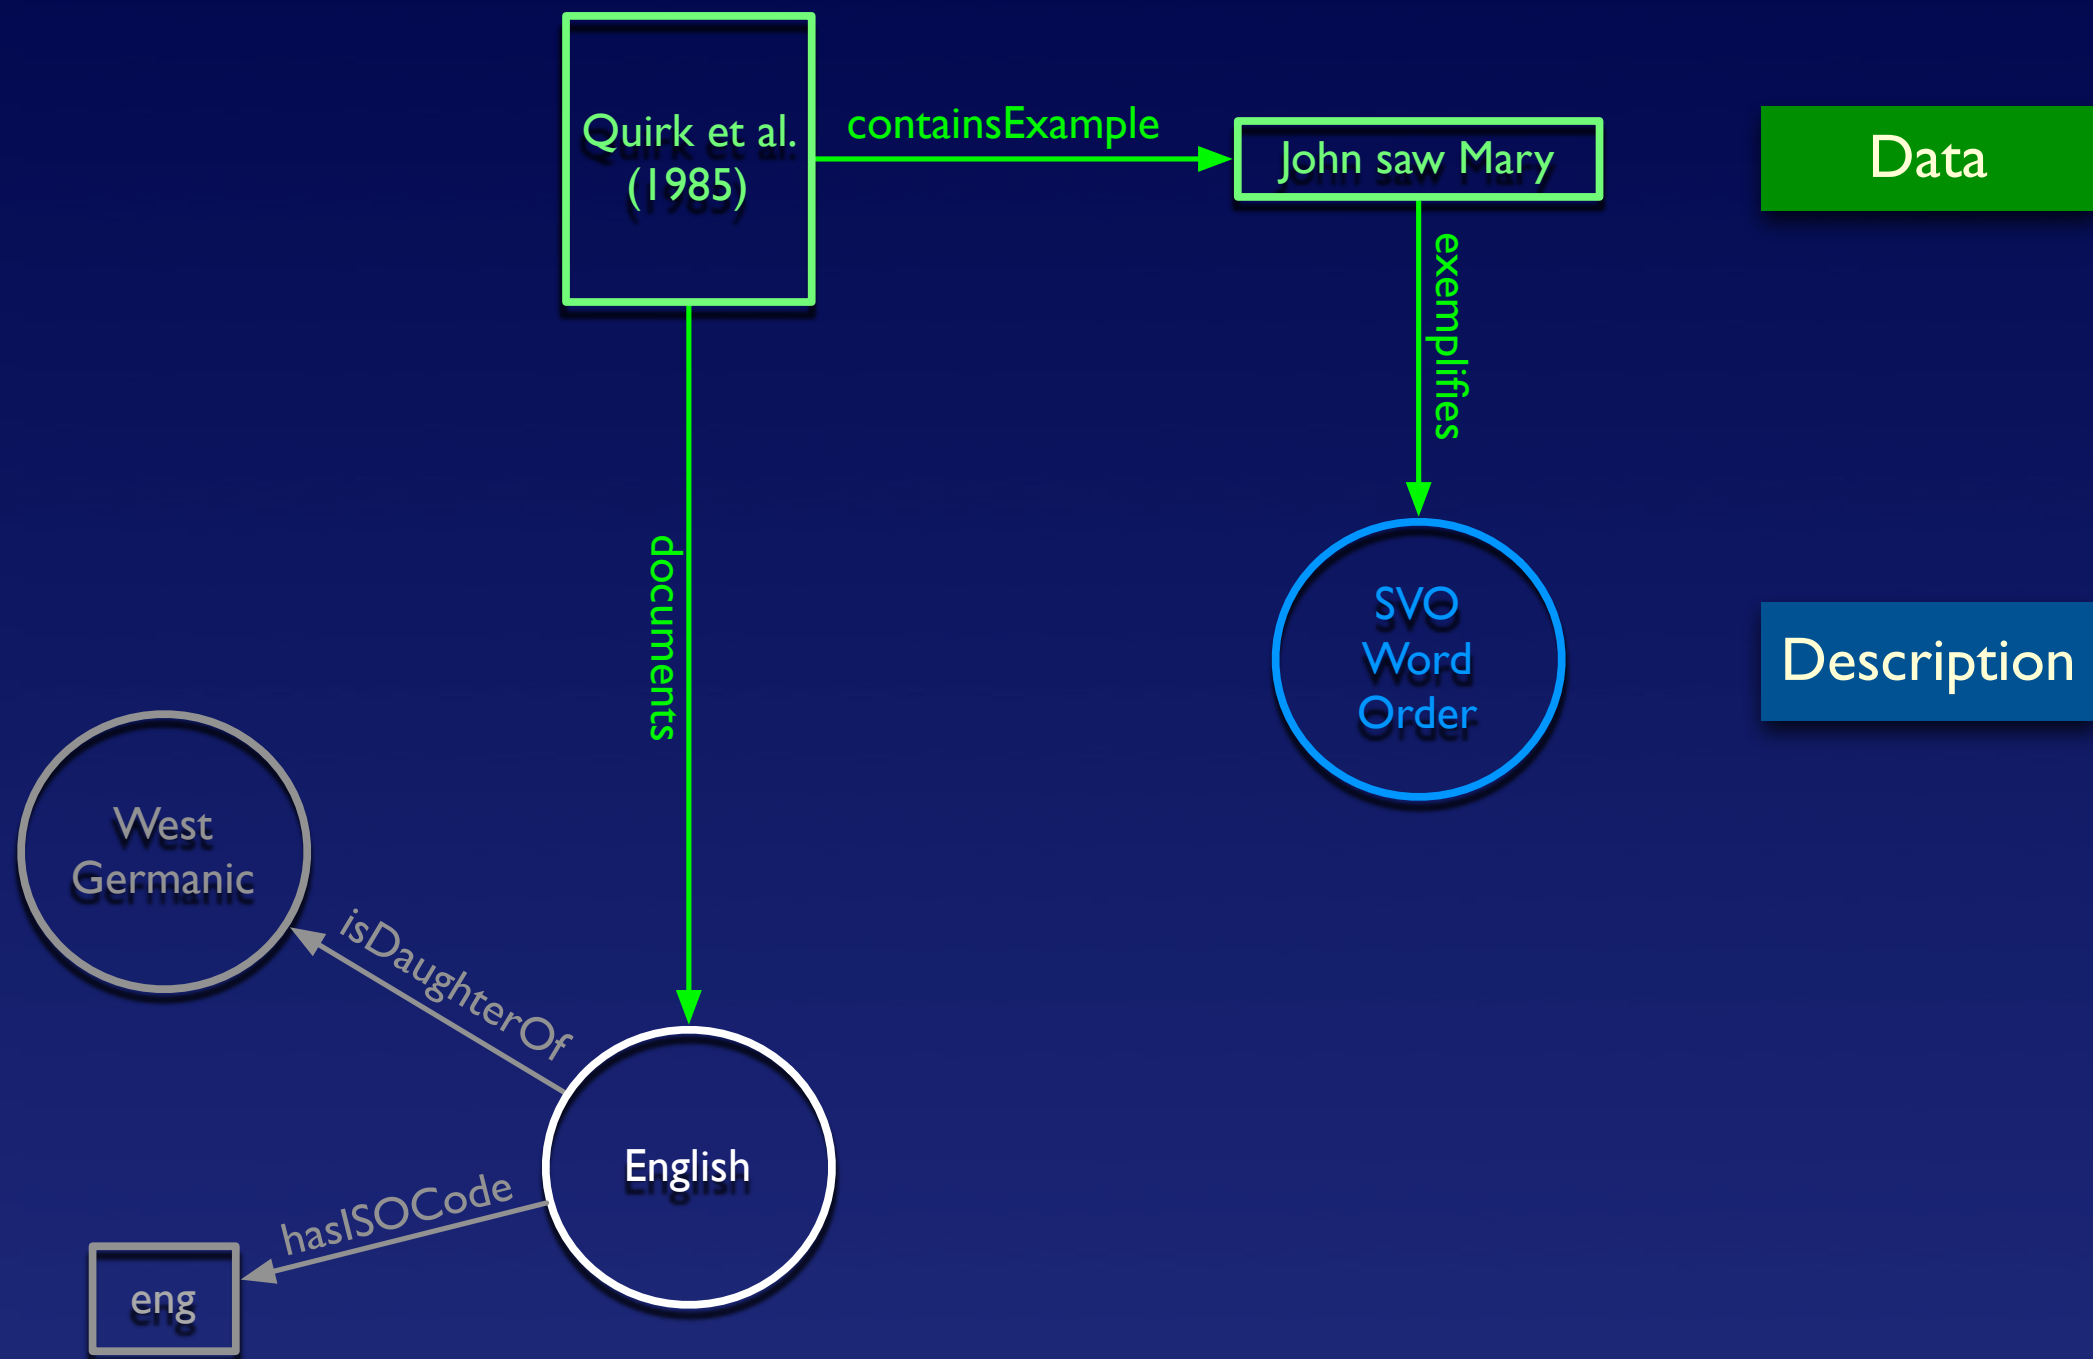 Quirk et al.
(1985)
containsExample
John saw Mary
Data
exemplifies
documents
SVO
Word
Order
Description
West
Germanic
isDaughterOf
English
hasISOCode
eng